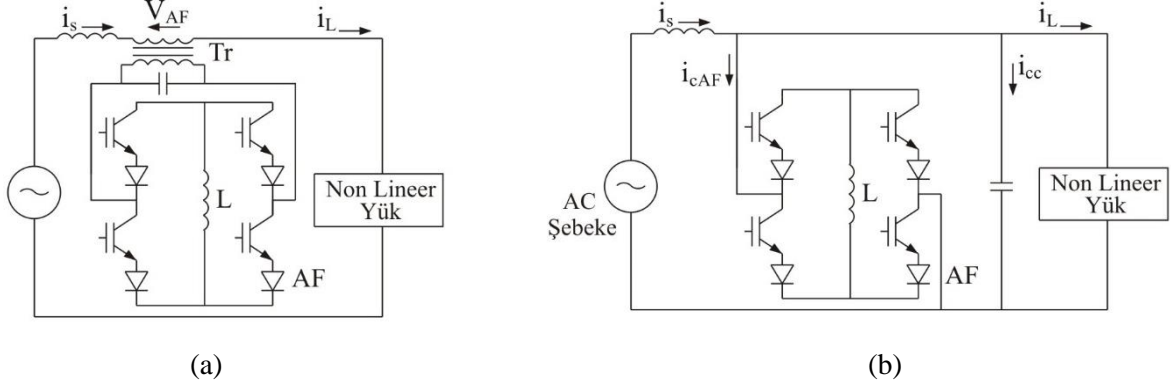 i_s
V_AF
i_L
Tr
L
AF
Non Lineer
Yük
(a)
i_s
i_L
i_cAF
i_cc
L
AC
Şebeke
AF
Non Lineer
Yük
(b)